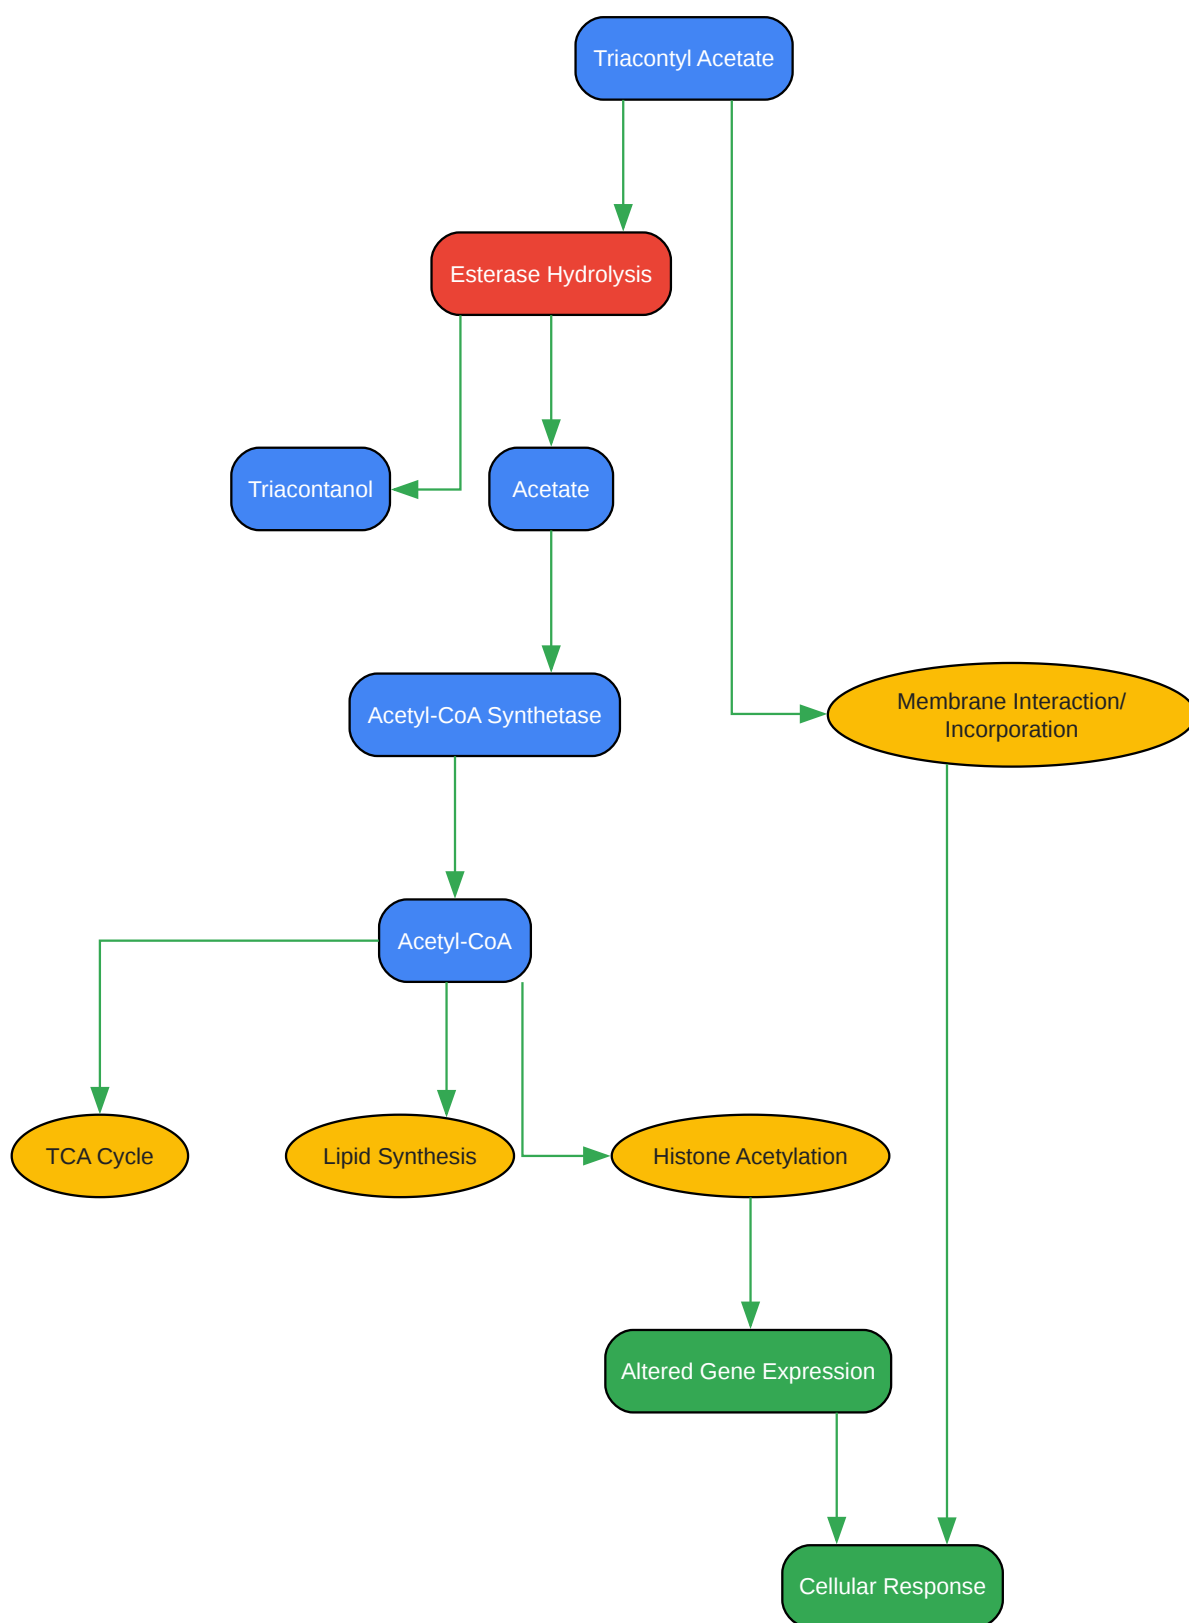 Triacontyl Acetate
Esterase Hydrolysis
Triacontanol
Acetate
Acetyl-CoA Synthetase
Membrane Interaction/
Incorporation
Acetyl-CoA
TCA Cycle
Lipid Synthesis
Histone Acetylation
Altered Gene Expression
Cellular Response